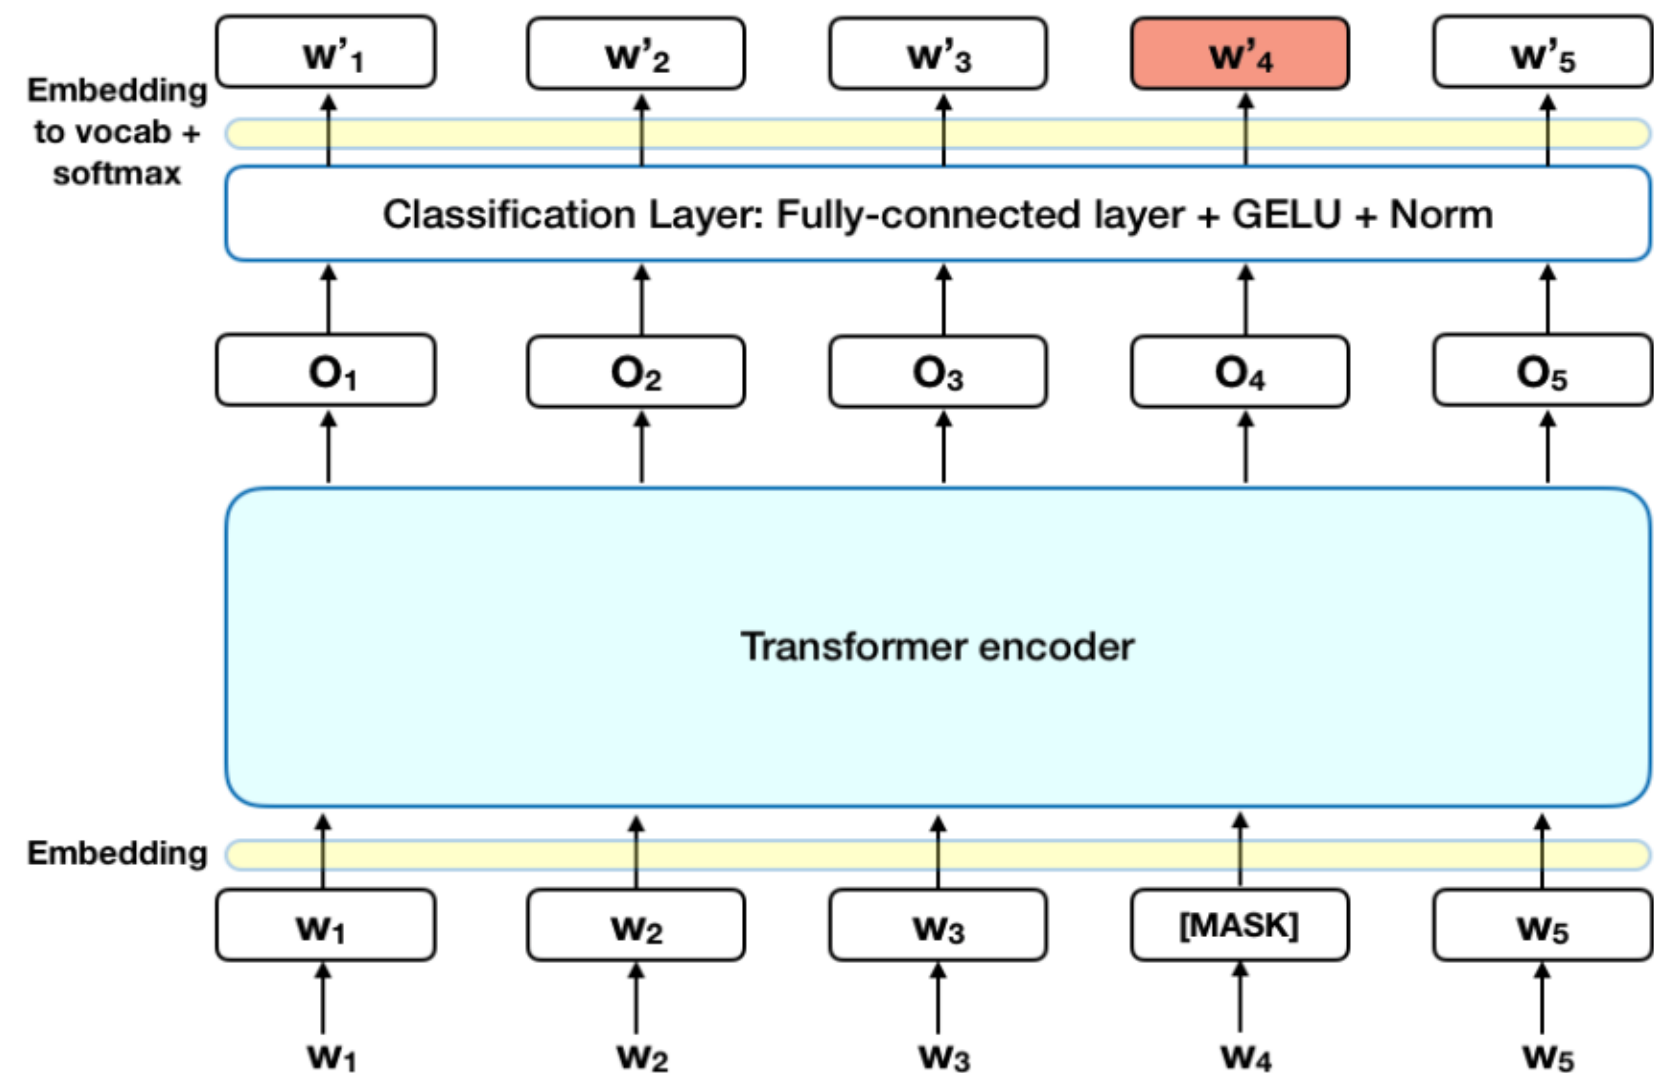 w'₁ w'₂ w'₃ w'₄ w'₅
Embedding
to vocab +
softmax
Classification Layer: Fully-connected layer + GELU + Norm
O₁ O₂ O₃ O₄ O₅
Transformer encoder
Embedding
w₁ w₂ w₃ [MASK] w₅
w₁ w₂ w₃ w₄ w₅